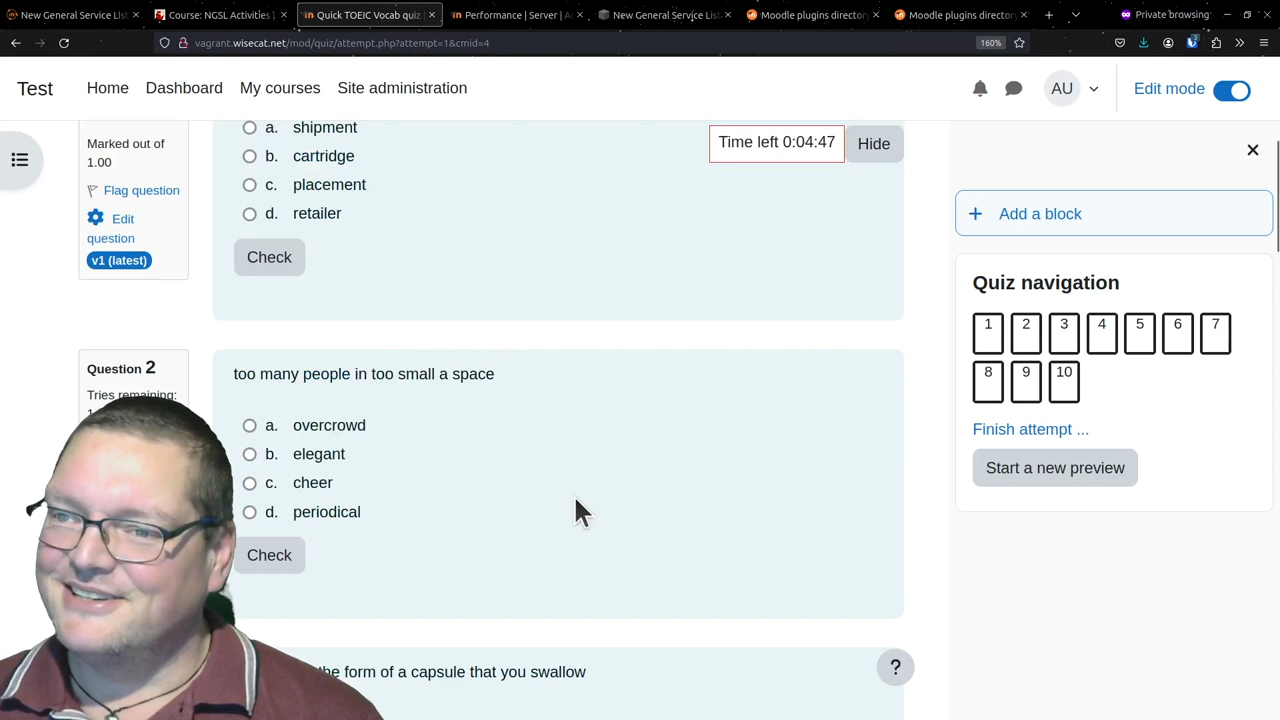 New General Service List
Course: NGSL Activities
Quick TOEIC Vocab quiz
Performance | Server | Ac
New General Service List
Moodle plugins directory
Moodle plugins directory
Private browsing
vagrant.wisecat.net/mod/quiz/attempt.php?attempt=1&cmid=4
160%
Test
Home
Dashboard
My courses
Site administration
AU
Edit mode
Marked out of
1.00
Flag question
Edit
question
v1 (latest)
a. shipment
b. cartridge
c. placement
d. retailer
Check
Time left 0:04:47
Hide
Question 2
Tries remaining:
too many people in too small a space
a. overcrowd
b. elegant
c. cheer
d. periodical
Check
the form of a capsule that you swallow
?
Add a block
Quiz navigation
1 2 3 4 5 6 7
8 9 10
Finish attempt ...
Start a new preview